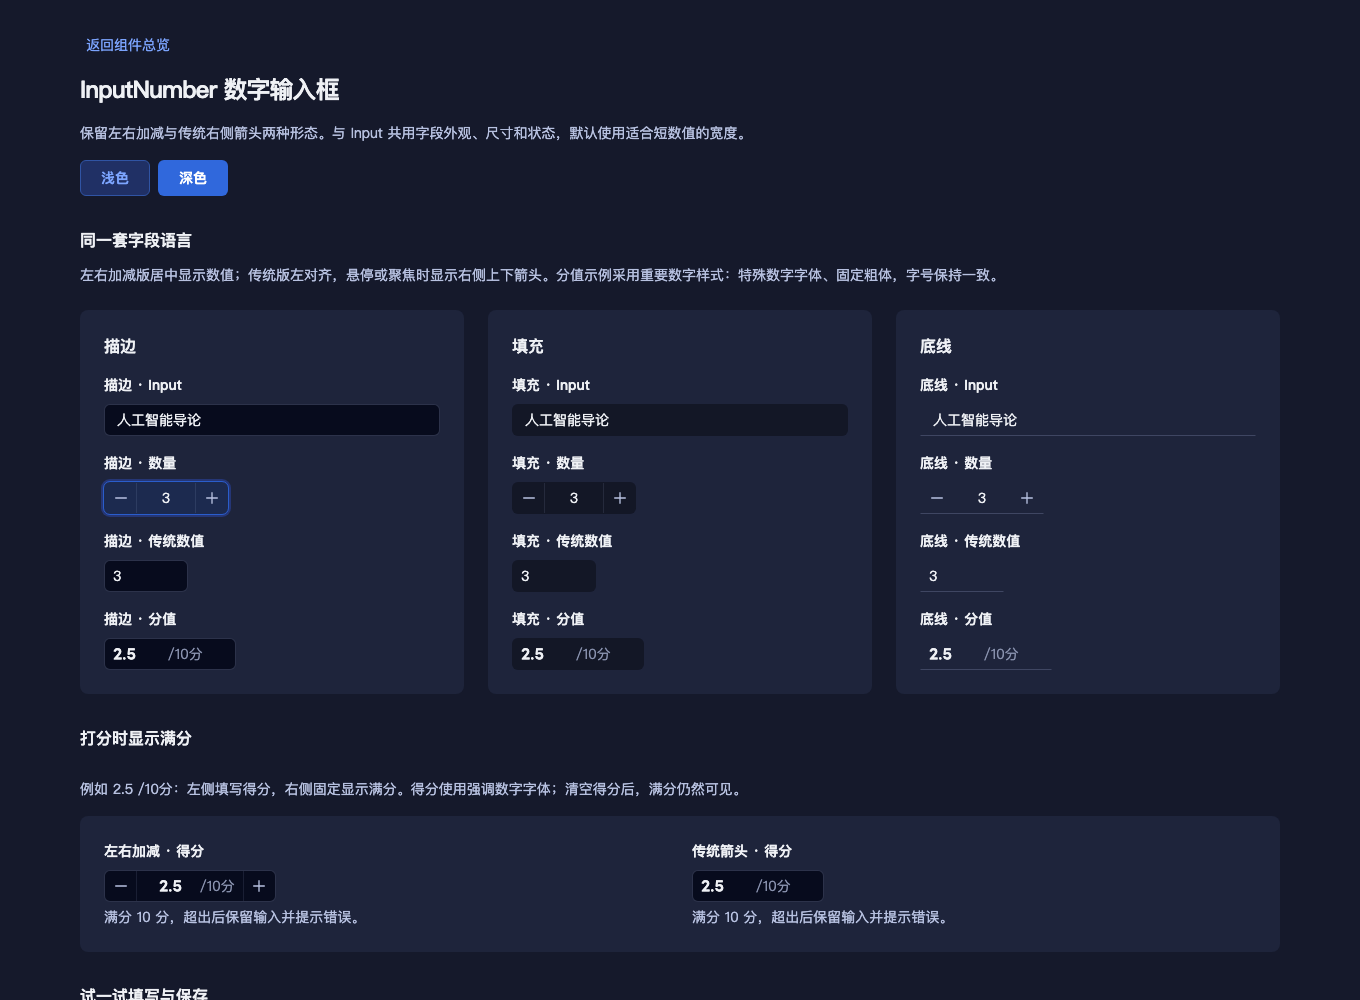 返回组件总览
InputNumber 数字输入框
保留左右加减与传统右侧箭头两种形态。与 Input 共用字段外观、尺寸和状态，默认使用适合短数值的宽度。
浅色
深色
同一套字段语言
左右加减版居中显示数值；传统版左对齐，悬停或聚焦时显示右侧上下箭头。分值示例采用重要数字样式：特殊数字字体、固定粗体，字号保持一致。
描边
描边 · Input
人工智能导论
描边 · 数量
3
描边 · 传统数值
3
描边 · 分值
2.5 /10分
填充
填充 · Input
人工智能导论
填充 · 数量
3
填充 · 传统数值
3
填充 · 分值
2.5 /10分
底线
底线 · Input
人工智能导论
底线 · 数量
3
底线 · 传统数值
3
底线 · 分值
2.5 /10分
打分时显示满分
例如 2.5 /10分：左侧填写得分，右侧固定显示满分。得分使用强调数字字体；清空得分后，满分仍然可见。
左右加减 · 得分
2.5 /10分
满分 10 分，超出后保留输入并提示错误。
传统箭头 · 得分
2.5 /10分
满分 10 分，超出后保留输入并提示错误。
试一试填写与保存